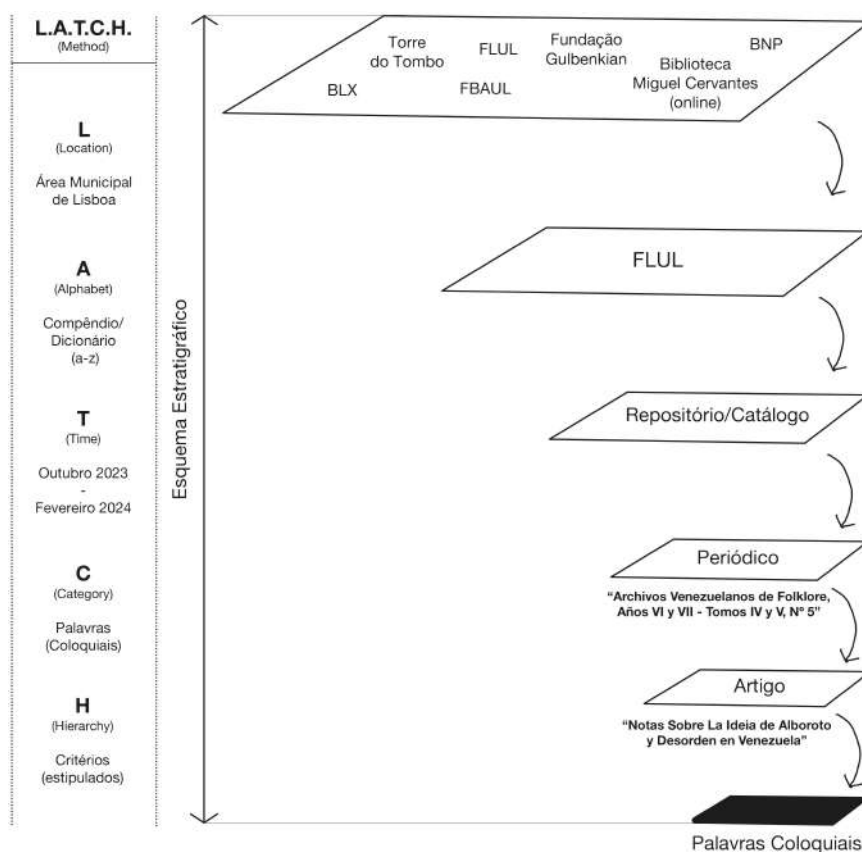 L.A.T.C.H.
(Method)
L
(Location)
Área Municipal
de Lisboa
A
(Alphabet)
Compêndio/
Dicionário
(a-z)
T
(Time)
Outubro 2023
-
Fevereiro 2024
C
(Category)
Palavras
(Coloquiais)
H
(Hierarchy)
Critérios
(estipulados)
Esquema Estratigráfico
Torre
do Tombo
FLUL
Fundação
Gulbenkian
BNP
BLX
FBAUL
Biblioteca
Miguel Cervantes
(online)
FLUL
Repositório/Catálogo
Periódico
“Archivos Venezuelanos de Folklore,
Años VI y VII - Tomos IV y V, Nº 5”
Artigo
“Notas Sobre La Ideia de Alboroto
y Desorden en Venezuela”
Palavras Coloquiais